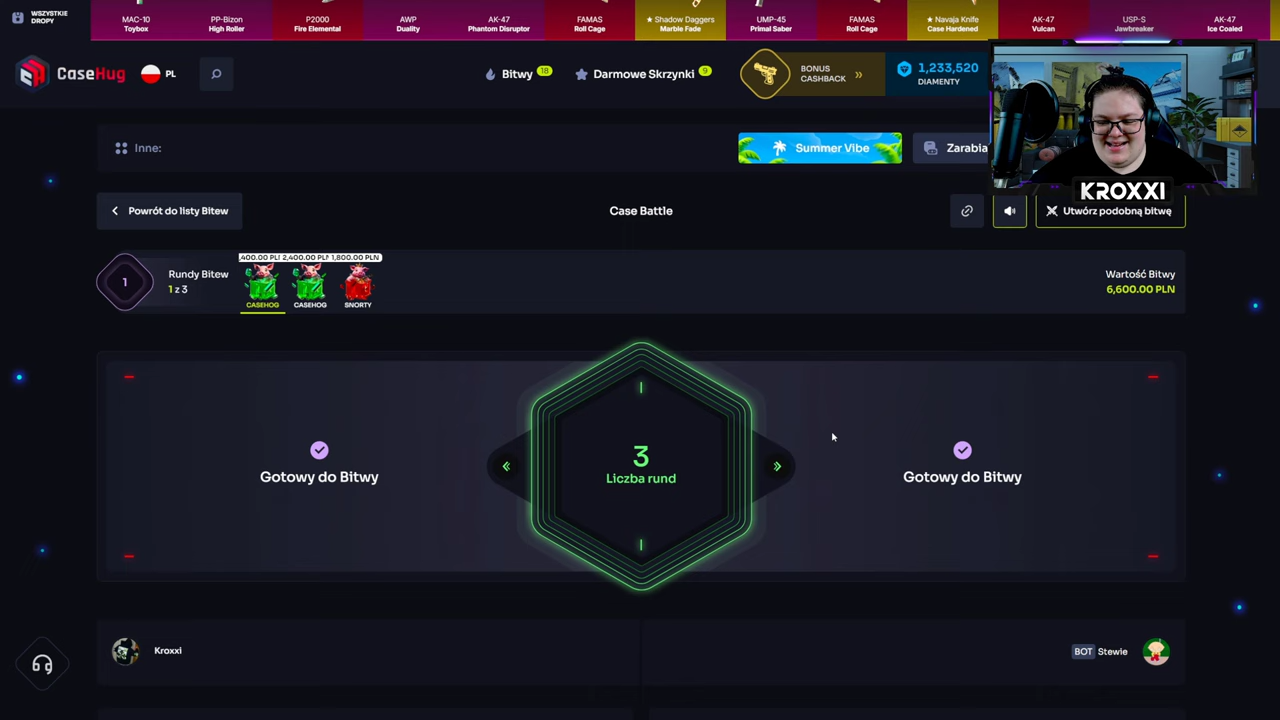 WSZYSTKIE
DROPY
MAC-10
Toybox
PP-Bizon
High Roller
P2000
Fire Elemental
AWP
Duality
AK-47
Phantom Disruptor
FAMAS
Roll Cage
★ Shadow Daggers
Marble Fade
UMP-45
Primal Saber
FAMAS
Roll Cage
★ Navaja Knife
Case Hardened
AK-47
Vulcan
USP-S
Jawbreaker
AK-47
Ice Coaled
CaseHug
PL
Bitwy 18
Darmowe Skrzynki 9
BONUS
CASHBACK
1,233,520
DIAMENTY
Inne:
Summer Vibe
Zarabia
KROXXI
Powrót do listy Bitew
Case Battle
Utwórz podobną bitwę
1
Rundy Bitew
1 z 3
,400.00 PLN
2,400.00 PLN
1,800.00 PLN
CASEHOG
CASEHOG
SNORTY
Wartość Bitwy
6,600.00 PLN
Gotowy do Bitwy
3
Liczba rund
Gotowy do Bitwy
Kroxxi
BOT Stewie